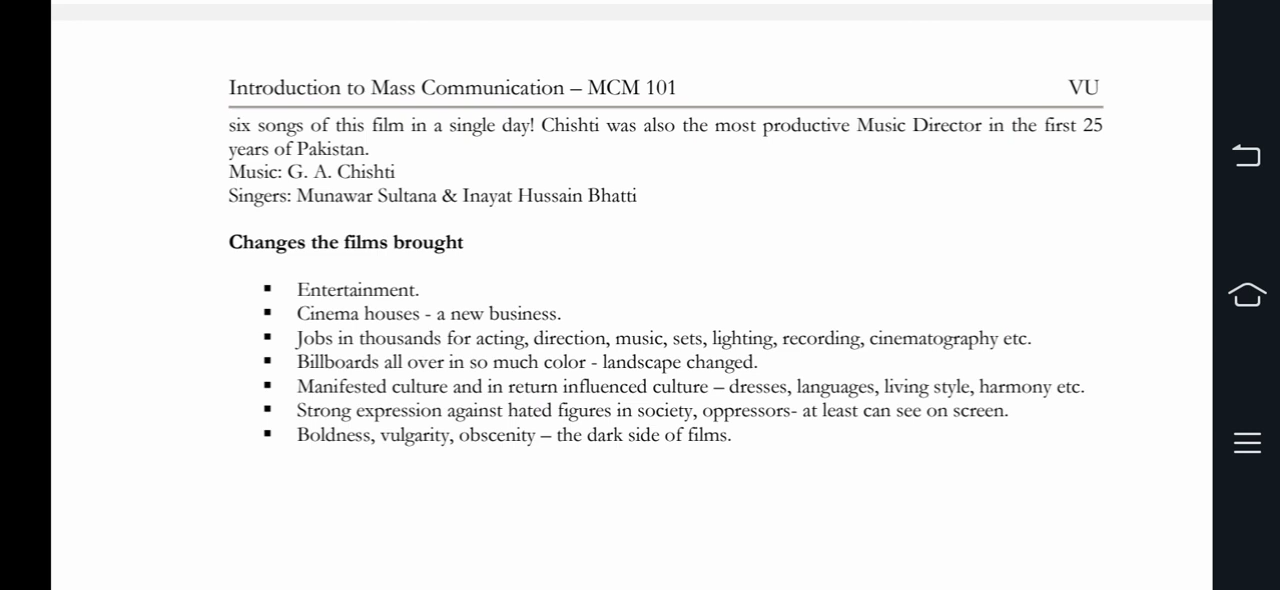 Introduction to Mass Communication – MCM 101 VU
six songs of this film in a single day! Chishti was also the most productive Music Director in the first 25
years of Pakistan.
Music: G. A. Chishti
Singers: Munawar Sultana & Inayat Hussain Bhatti
Changes the films brought
▪ Entertainment.
▪ Cinema houses - a new business.
▪ Jobs in thousands for acting, direction, music, sets, lighting, recording, cinematography etc.
▪ Billboards all over in so much color - landscape changed.
▪ Manifested culture and in return influenced culture – dresses, languages, living style, harmony etc.
▪ Strong expression against hated figures in society, oppressors- at least can see on screen.
▪ Boldness, vulgarity, obscenity – the dark side of films.